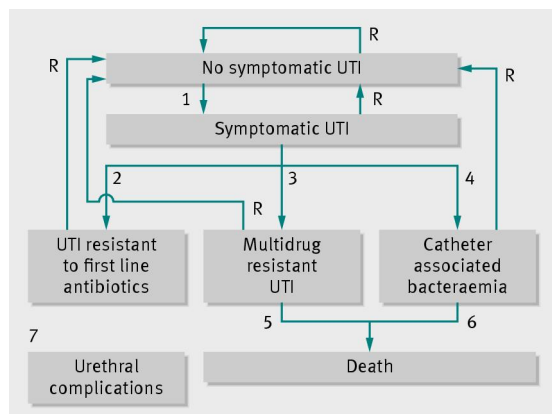 R
No symptomatic UTI
R
R
1
R
Symptomatic UTI
2
3
4
R
UTI resistant
to first line
antibiotics
Multidrug
resistant
UTI
Catheter
associated
bacteraemia
5
6
7
Urethral
complications
Death